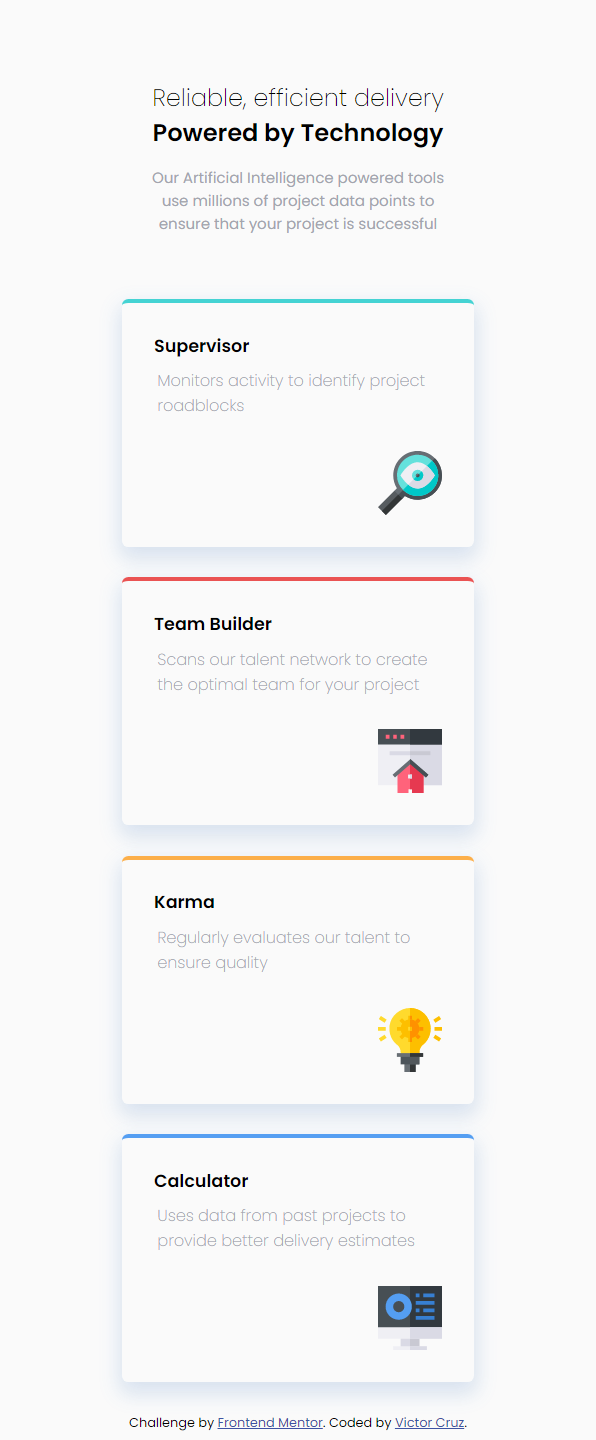 Reliable, efficient delivery
Powered by Technology
Our Artificial Intelligence powered tools
use millions of project data points to
ensure that your project is successful
Supervisor
Monitors activity to identify project
roadblocks
Team Builder
Scans our talent network to create
the optimal team for your project
Karma
Regularly evaluates our talent to
ensure quality
Calculator
Uses data from past projects to
provide better delivery estimates
Challenge by Frontend Mentor. Coded by Victor Cruz.